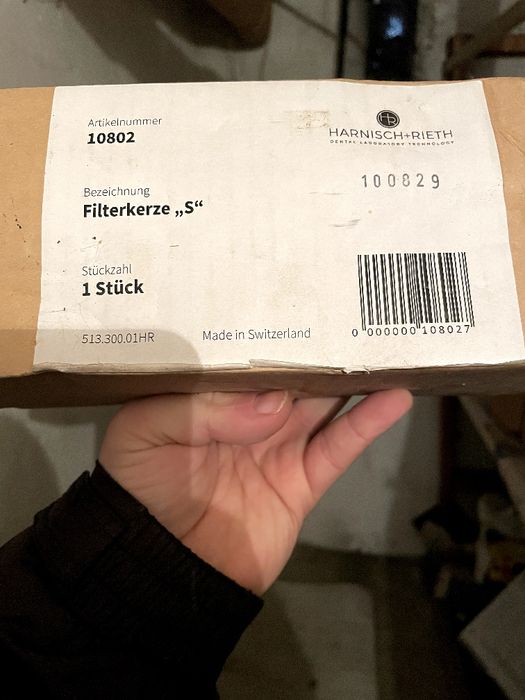 Artikelnummer
10802
HARNISCH+RIETH
DENTAL LABORATORY TECHNOLOGY
100829
Bezeichnung
Filterkerze „S“
Stückzahl
1 Stück
0 000000 108027
513.300.01HR
Made in Switzerland